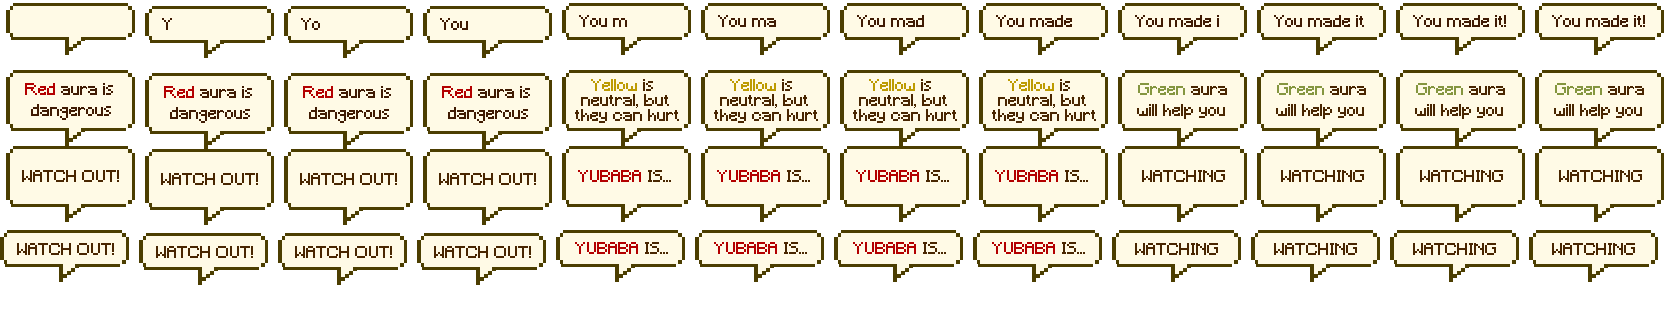 Y
Yo
You
You m
You ma
You mad
You made
You made i
You made it
You made it!
You made it!
Red aura is
dangerous
Red aura is
dangerous
Red aura is
dangerous
Red aura is
dangerous
Yellow is
neutral, but
they can hurt
Yellow is
neutral, but
they can hurt
Yellow is
neutral, but
they can hurt
Yellow is
neutral, but
they can hurt
Green aura
will help you
Green aura
will help you
Green aura
will help you
Green aura
will help you
WATCH OUT!
WATCH OUT!
WATCH OUT!
WATCH OUT!
YUBABA IS...
YUBABA IS...
YUBABA IS...
YUBABA IS...
WATCHING
WATCHING
WATCHING
WATCHING
WATCH OUT!
WATCH OUT!
WATCH OUT!
WATCH OUT!
YUBABA IS...
YUBABA IS...
YUBABA IS...
YUBABA IS...
WATCHING
WATCHING
WATCHING
WATCHING